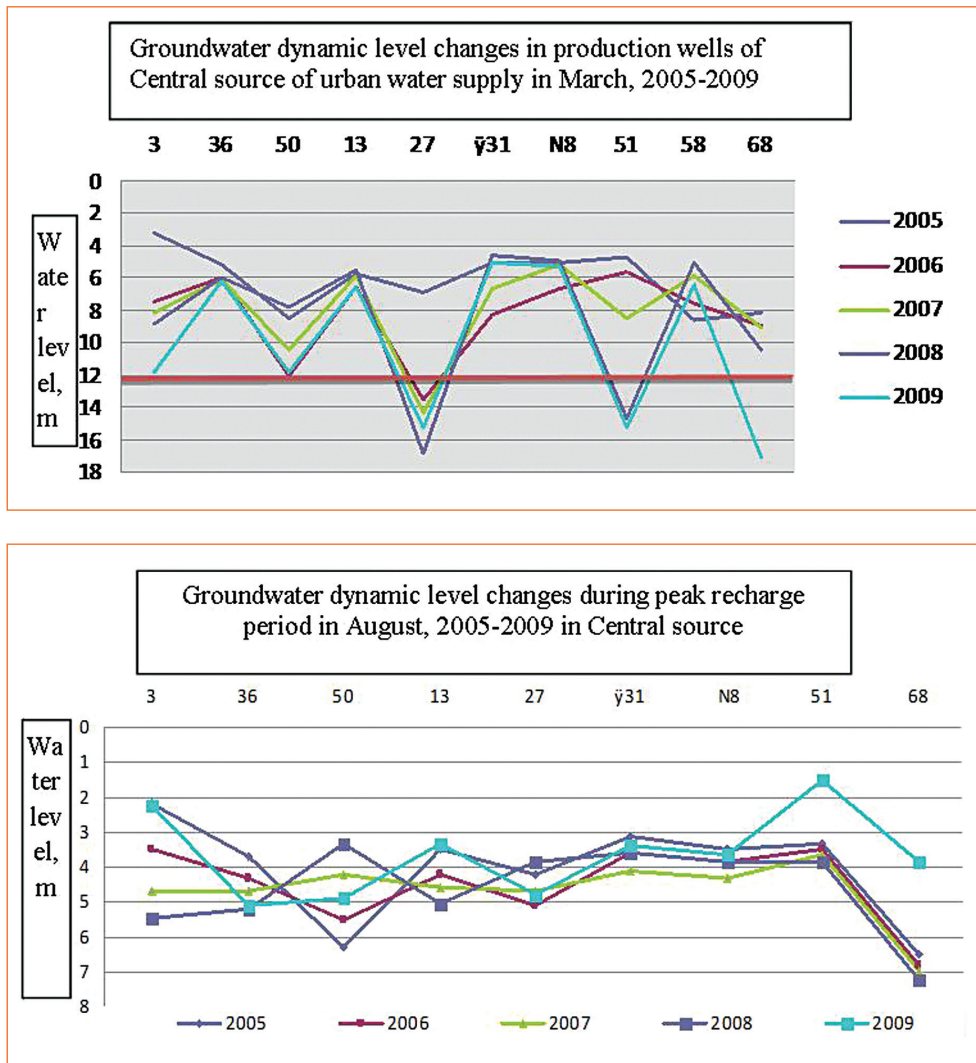 Groundwater dynamic level changes in production wells of
Central source of urban water supply in March, 2005-2009
3 36 50 13 27 ÿ31 N8 51 58 68
0
2
4
6
8
10
12
14
16
18
W
ate
r
lev
el,
m
2005
2006
2007
2008
2009
Groundwater dynamic level changes during peak recharge
period in August, 2005-2009 in Central source
3 36 50 13 27 ÿ31 N8 51 68
0
1
2
3
4
5
6
7
8
Wa
ter
lev
el,
m
2005 2006 2007 2008 2009